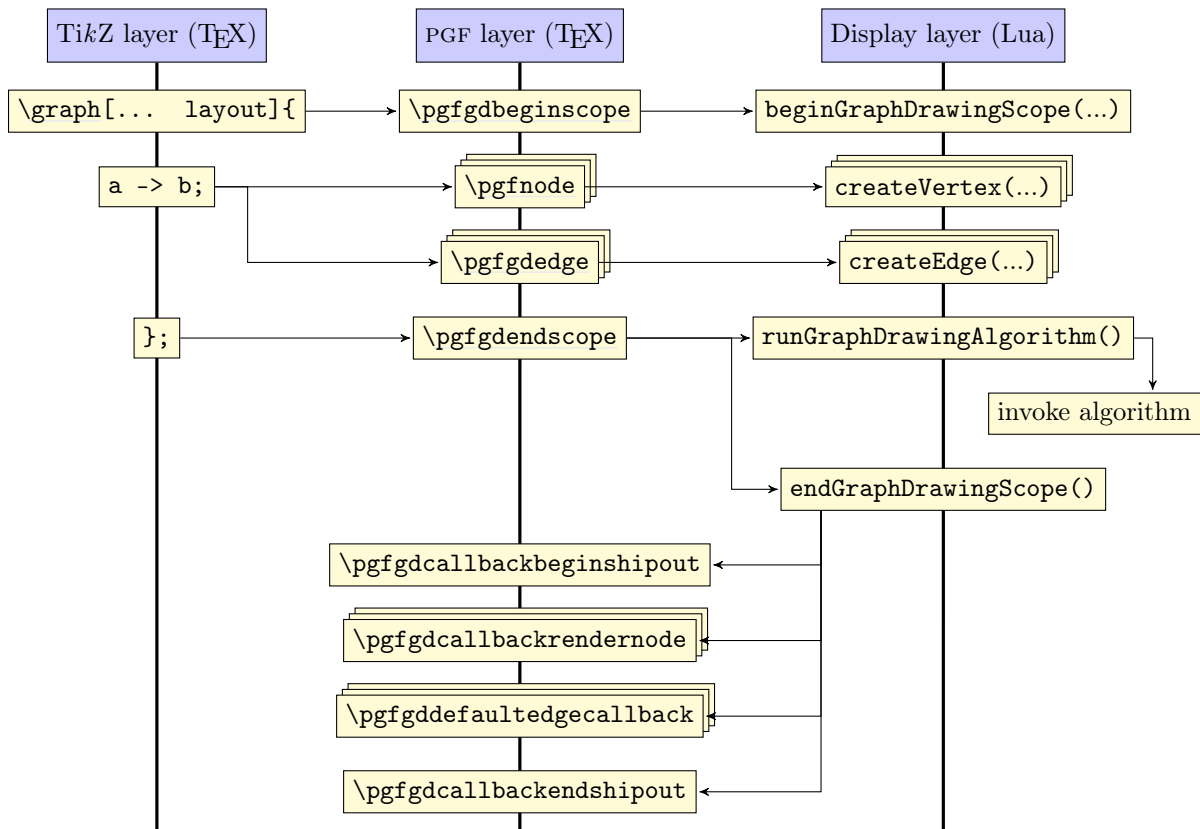 TikZ layer (TEX)
PGF layer (TEX)
Display layer (Lua)
\graph[... layout]{
\pgfgdbeginscope
beginGraphDrawingScope(...)
a -> b;
\pgfnode
createVertex(...)
\pgfgdedge
createEdge(...)
};
\pgfgdendscope
runGraphDrawingAlgorithm()
invoke algorithm
endGraphDrawingScope()
\pgfgdcallbackbeginshipout
\pgfgdcallbackrendernode
\pgfgddefaultedgecallback
\pgfgdcallbackendshipout